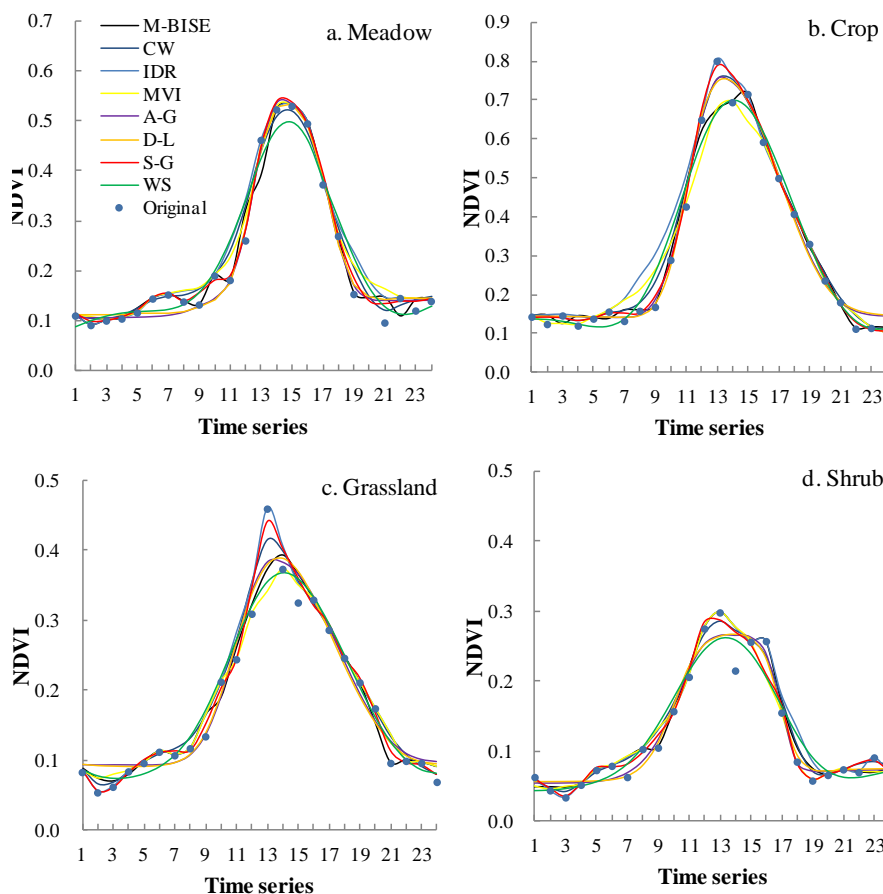 a. Meadow
0.7
0.6
0.5
0.4
0.3
0.2
0.1
0.0
NDVI
M-BISE
CW
IDR
MVI
A-G
D-L
S-G
WS
Original
1 3 5 7 9 11 13 15 17 19 21 23
Time series
b. Crop
0.9
0.8
0.7
0.6
0.5
0.4
0.3
0.2
0.1
0.0
NDVI
1 3 5 7 9 11 13 15 17 19 21 23
Time series
c. Grassland
0.5
0.4
0.3
0.2
0.1
0.0
NDVI
1 3 5 7 9 11 13 15 17 19 21 23
Time series
d. Shrub
0.5
0.4
0.3
0.2
0.1
0.0
NDVI
1 3 5 7 9 11 13 15 17 19 21 23
Time series